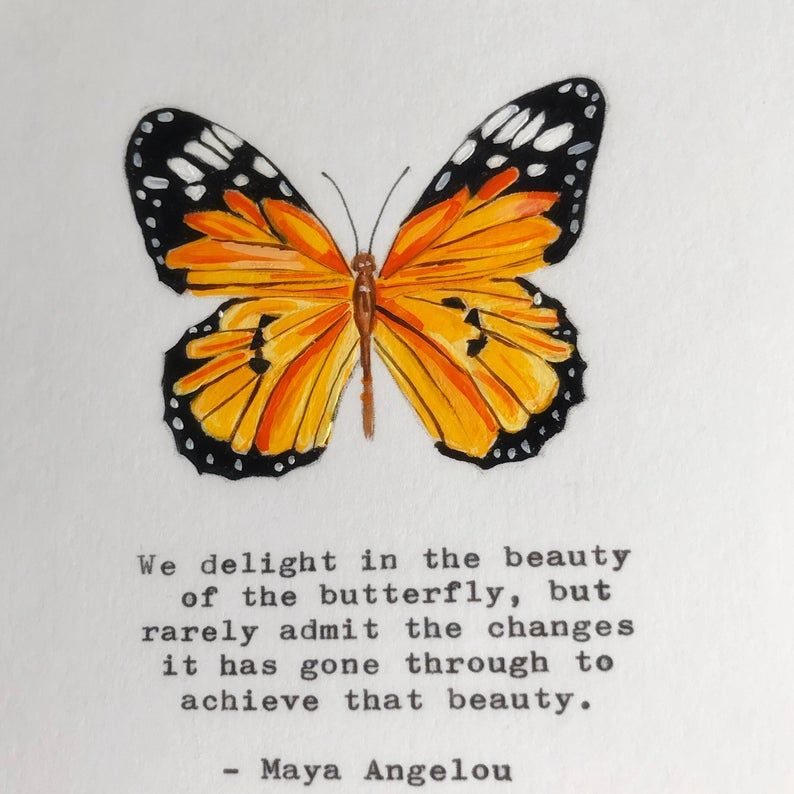 We delight in the beauty
of the butterfly, but
rarely admit the changes
it has gone through to
achieve that beauty.
- Maya Angelou